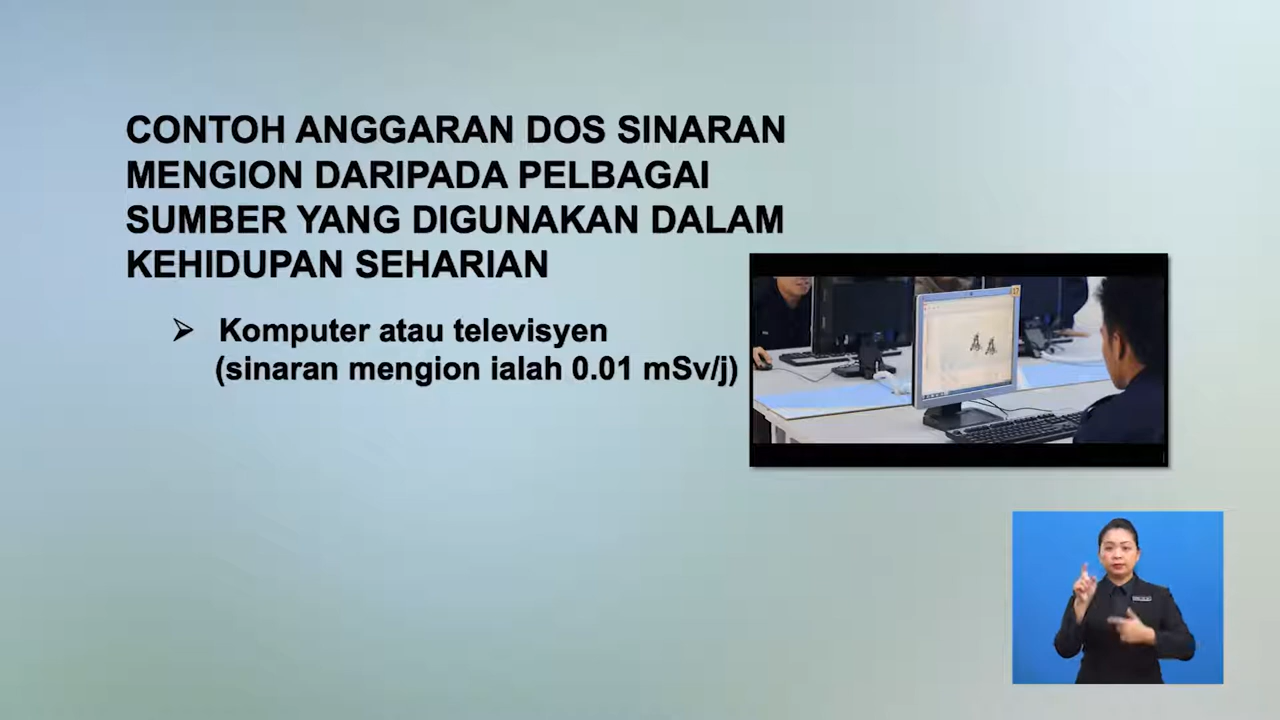 CONTOH ANGGARAN DOS SINARAN
MENGION DARIPADA PELBAGAI
SUMBER YANG DIGUNAKAN DALAM
KEHIDUPAN SEHARIAN
➢ Komputer atau televisyen
(sinaran mengion ialah 0.01 mSv/j)